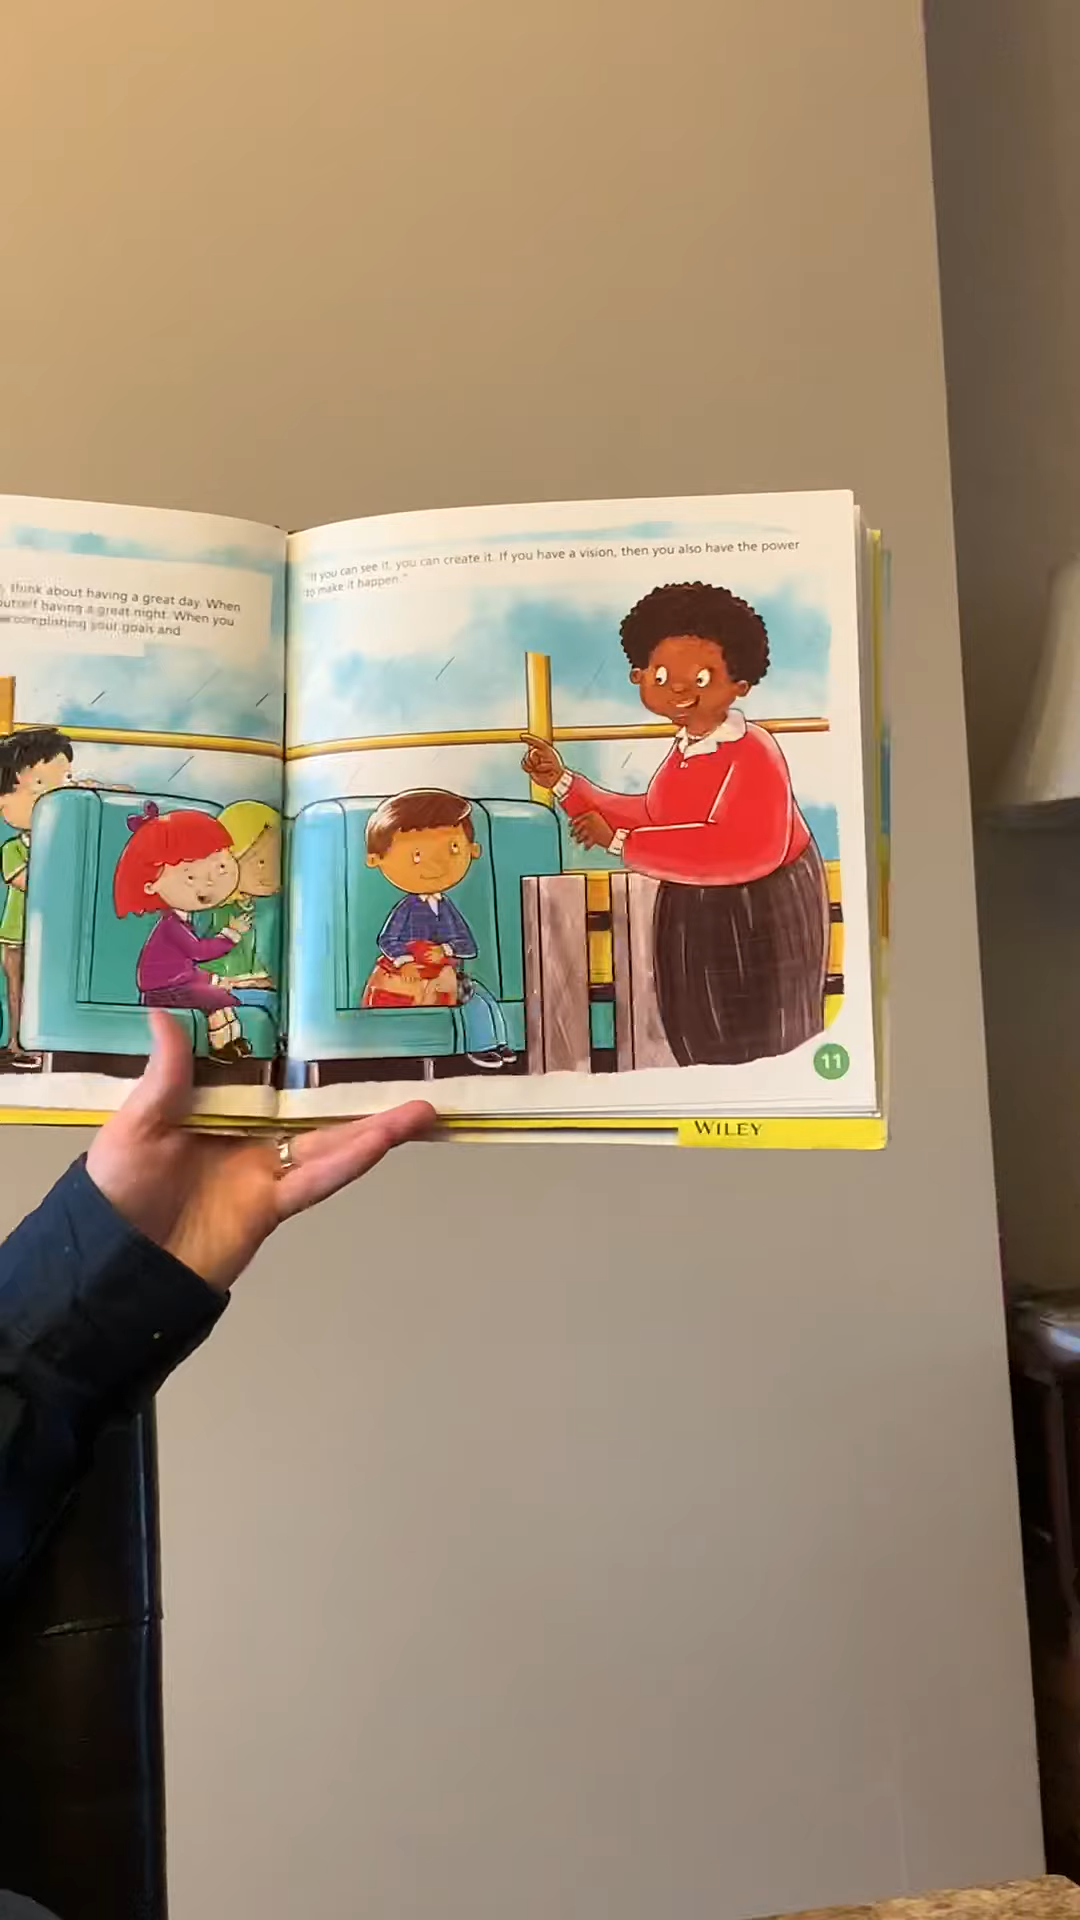 think about having a great day. When
having a great night. When you
your goals and
"If you can see it, you can create it. If you have a vision, then you also have the power
to make it happen."
11
WILEY